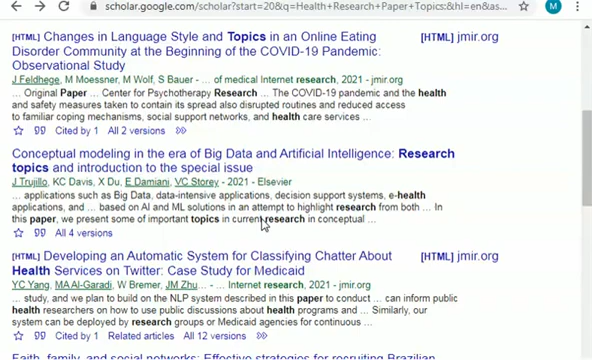 scholar.google.com/scholar?start=20&q=Health+Research+Paper+Topics:&hl=en&as...
[HTML] Changes in Language Style and Topics in an Online Eating [HTML] jmir.org
Disorder Community at the Beginning of the COVID-19 Pandemic:
Observational Study
J Feldhege, M Moessner, M Wolf, S Bauer - ... of medical Internet research, 2021 - jmir.org
... Original Paper ... Center for Psychotherapy Research ... The COVID-19 pandemic and the health
and safety measures taken to contain its spread also disrupted routines and reduced access
to familiar coping mechanisms, social support networks, and health care services ...
Cited by 1 All 2 versions
Conceptual modeling in the era of Big Data and Artificial Intelligence: Research
topics and introduction to the special issue
J Trujillo, KC Davis, X Du, E Damiani, VC Storey - 2021 - Elsevier
... applications such as Big Data, data-intensive applications, decision support systems, e-health
applications, and ... based on AI and ML solutions in an attempt to highlight research from both ... In
this paper, we present some of important topics in current research in conceptual ...
All 4 versions
[HTML] Developing an Automatic System for Classifying Chatter About [HTML] jmir.org
Health Services on Twitter: Case Study for Medicaid
YC Yang, MA Al-Garadi, W Bremer, JM Zhu... - ... Internet research, 2021 - jmir.org
... study, and we plan to build on the NLP system described in this paper to conduct ... can inform public
health researchers on how to use public discussions about health programs and ... Similarly, our
system can be deployed by research groups or Medicaid agencies for continuous ...
Cited by 1 Related articles All 12 versions
Faith, family, and social networks: Effective strategies for recruiting Brazilian